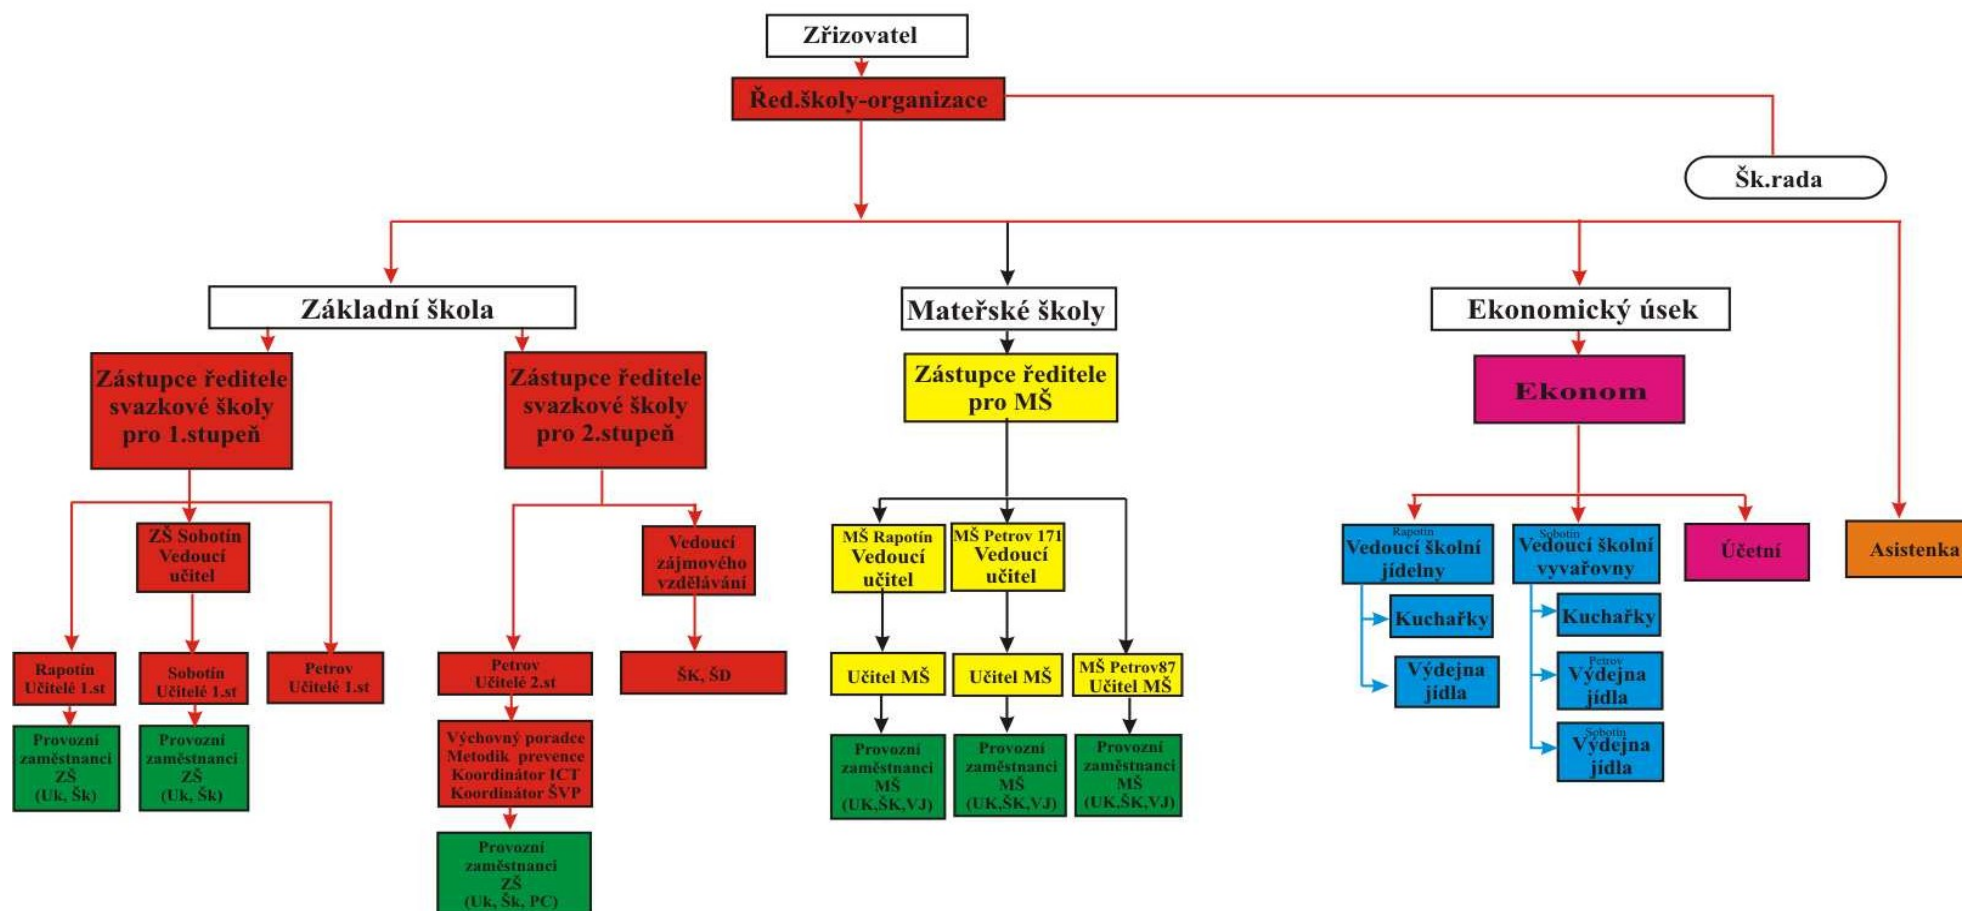 Zřizovatel
Řed.školy-organizace
Šk.rada
Základní škola
Mateřské školy
Ekonomický úsek
Zástupce ředitele
svazkové školy
pro 1.stupeň
Zástupce ředitele
svazkové školy
pro 2.stupeň
Zástupce ředitele
pro MŠ
Ekonom
ZŠ Sobotín
Vedoucí
učitel
Vedoucí
zájmového
vzdělávání
MŠ Rapotín
Vedoucí
učitel
MŠ Petrov 171
Vedoucí
učitel
Rapotín
Vedoucí školní
jídelny
Sobotín
Vedoucí školní
vyvařovny
Účetní
Asistenka
Kuchařky
Kuchařky
Rapotín
Učitelé 1.st
Sobotín
Učitelé 1.st
Petrov
Učitelé 1.st
Petrov
Učitelé 2.st
ŠK, ŠD
Učitel MŠ
Učitel MŠ
MŠ Petrov87
Učitel MŠ
Výdejna
jídla
Petrov
Výdejna
jídla
Provozní
zaměstnanci
ZŠ
(Uk, Šk)
Provozní
zaměstnanci
ZŠ
(Uk, Šk)
Výchovný poradce
Metodik prevence
Koordinátor ICT
Koordinátor ŠVP
Provozní
zaměstnanci
MŠ
(UK,ŠK,VJ)
Provozní
zaměstnanci
MŠ
(UK,ŠK,VJ)
Provozní
zaměstnanci
MŠ
(UK,ŠK,VJ)
Sobotín
Výdejna
jídla
Provozní
zaměstnanci
ZŠ
(Uk, Šk, PC)